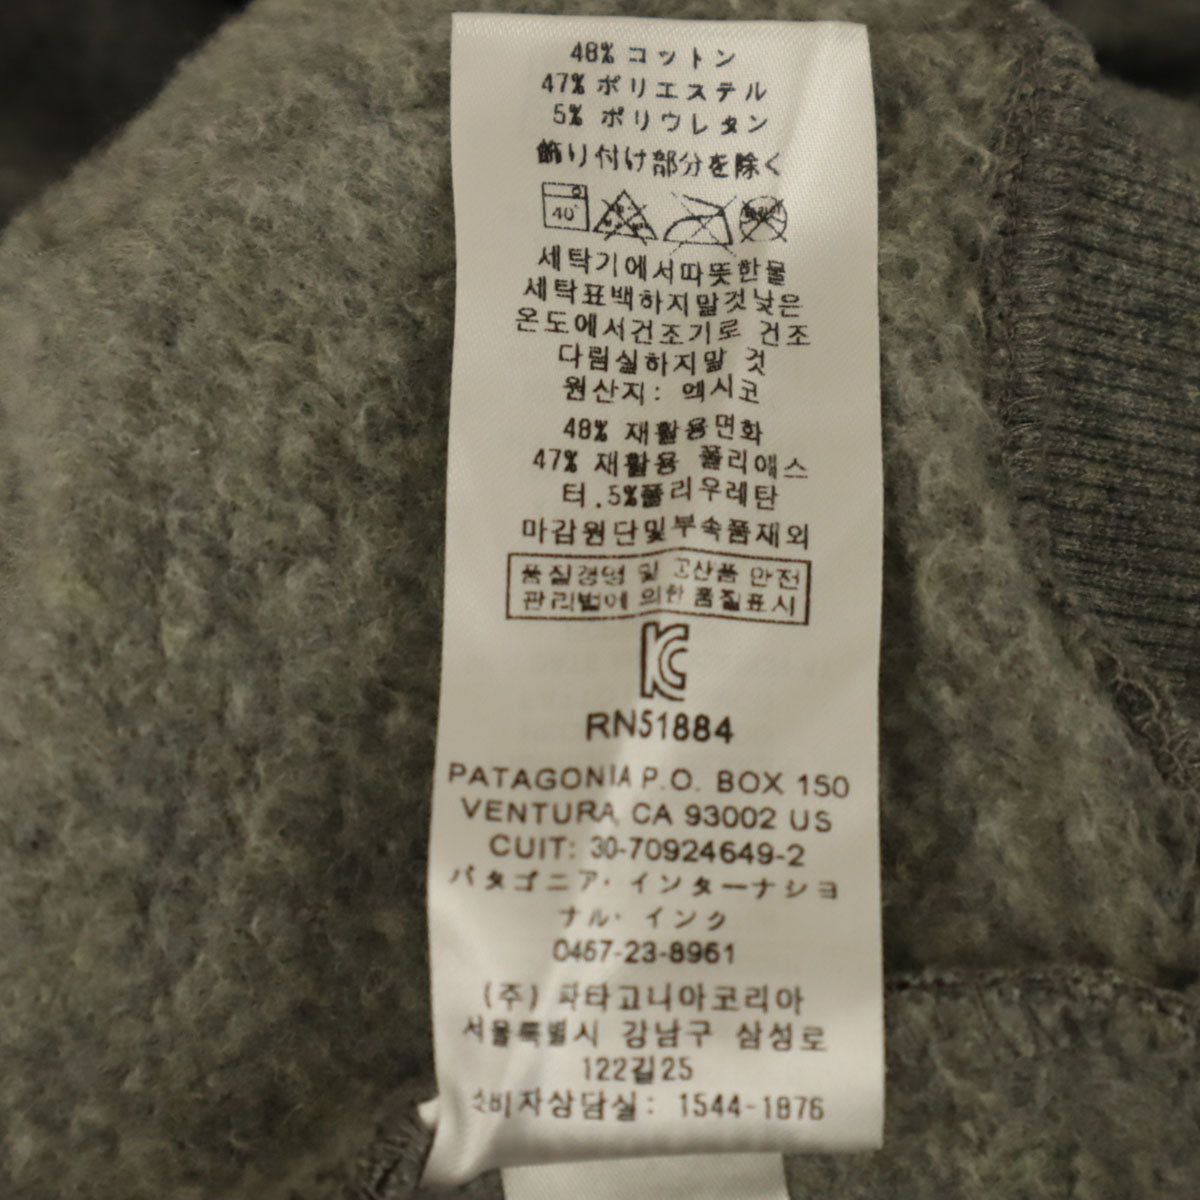 48% コットン
47% ポリエステル
5% ポリウレタン
飾り付け部分を除く
40°
세탁기에서따뜻한물
세탁표백하지말것낮은
온도에서건조기로 건조
다림실하지말 것
원산지: 멕시코
48% 재활용면화
47% 재활용 폴리에스
터.5%폴리우레탄
마감원단및부속품재외
품질경영 및 공산품 안전
관리법에 의한 품질표시
KC
RN51884
PATAGONIA P.O. BOX 150
VENTURA CA 93002 US
CUIT: 30-70924649-2
パタゴニア・インターナショ
ナル・インク
0467-23-8961
(주) 파타고니아코리아
서울특별시 강남구 삼성로
122길25
소비자상담실: 1544-1876